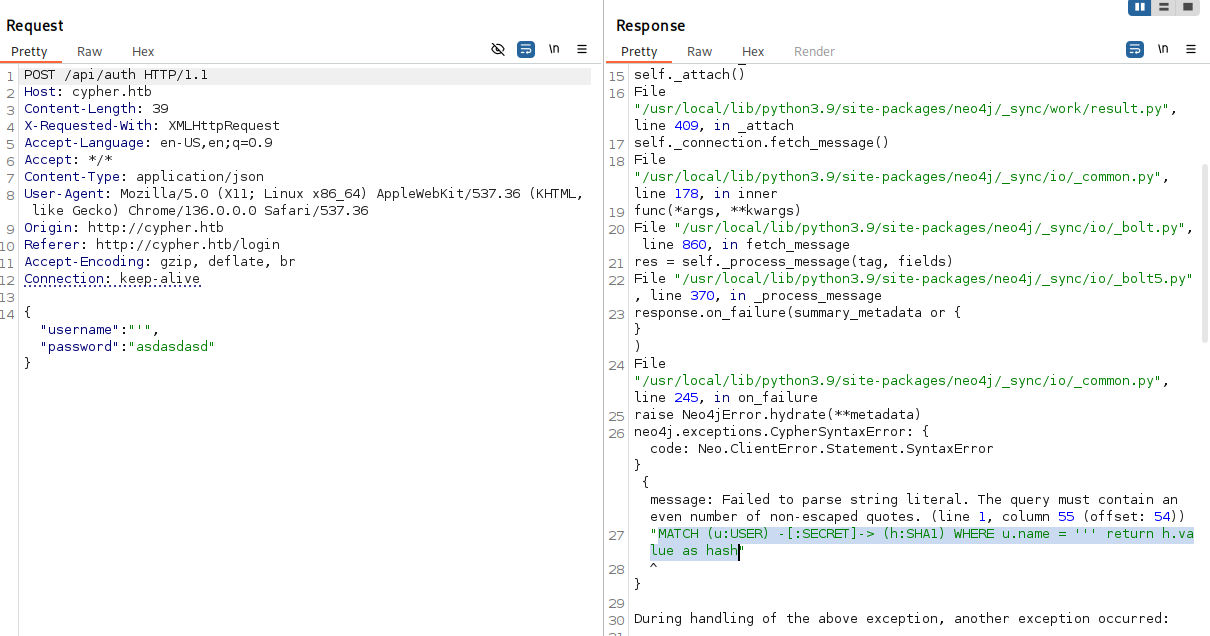 Request
Pretty Raw Hex \n
1 POST /api/auth HTTP/1.1
2 Host: cypher.htb
3 Content-Length: 39
4 X-Requested-With: XMLHttpRequest
5 Accept-Language: en-US,en;q=0.9
6 Accept: */*
7 Content-Type: application/json
8 User-Agent: Mozilla/5.0 (X11; Linux x86_64) AppleWebKit/537.36 (KHTML,
like Gecko) Chrome/136.0.0.0 Safari/537.36
9 Origin: http://cypher.htb
10 Referer: http://cypher.htb/login
11 Accept-Encoding: gzip, deflate, br
12 Connection: keep-alive
13
14 {
"username":"'",
"password":"asdasdasd"
}
Response
Pretty Raw Hex Render \n
15 self._attach()
16 File
"/usr/local/lib/python3.9/site-packages/neo4j/_sync/work/result.py",
line 409, in _attach
17 self._connection.fetch_message()
18 File
"/usr/local/lib/python3.9/site-packages/neo4j/_sync/io/_common.py",
line 178, in inner
19 func(*args, **kwargs)
20 File "/usr/local/lib/python3.9/site-packages/neo4j/_sync/io/_bolt.py",
line 860, in fetch_message
21 res = self._process_message(tag, fields)
22 File "/usr/local/lib/python3.9/site-packages/neo4j/_sync/io/_bolt5.py"
, line 370, in _process_message
23 response.on_failure(summary_metadata or {
}
)
24 File
"/usr/local/lib/python3.9/site-packages/neo4j/_sync/io/_common.py",
line 245, in on_failure
25 raise Neo4jError.hydrate(**metadata)
26 neo4j.exceptions.CypherSyntaxError: {
code: Neo.ClientError.Statement.SyntaxError
}
{
message: Failed to parse string literal. The query must contain an
even number of non-escaped quotes. (line 1, column 55 (offset: 54))
27 "MATCH (u:USER) -[:SECRET]-> (h:SHA1) WHERE u.name = ''' return h.va
lue as hash"
28 ^
}
29
30 During handling of the above exception, another exception occurred: